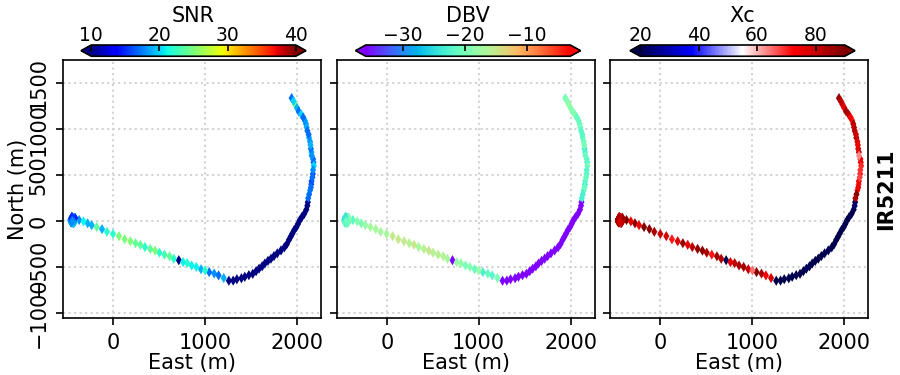 SNR DBV Xc
10 20 30 40 −30 −20 −10 20 40 60 80
North (m)
1500
1000
500
0
−500
−1000
IR5211
0 1000 2000 0 1000 2000 0 1000 2000
East (m) East (m) East (m)